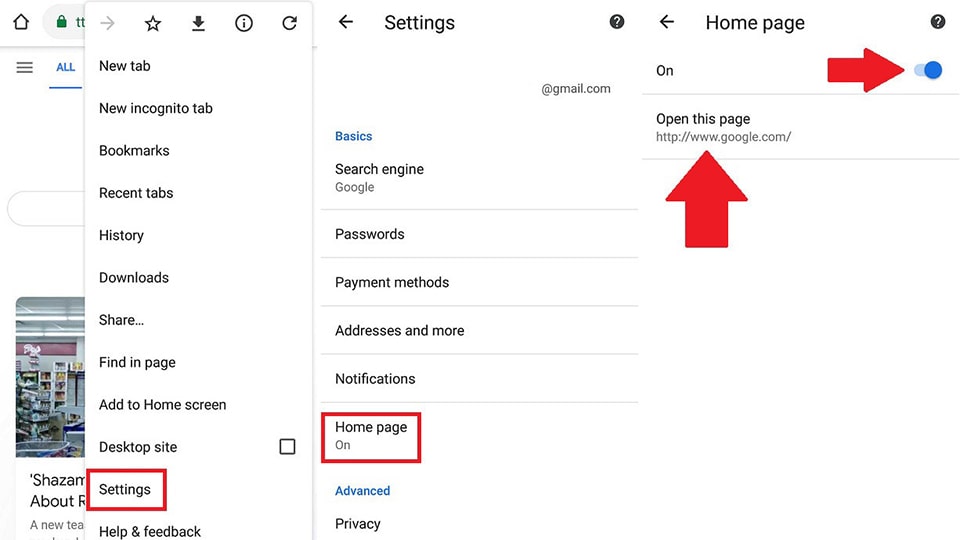 tt
ALL
'Shazam
About R
A new tea
New tab
New incognito tab
Bookmarks
Recent tabs
History
Downloads
Share...
Find in page
Add to Home screen
Desktop site
Settings
Help & feedback
Settings
@gmail.com
Basics
Search engine
Google
Passwords
Payment methods
Addresses and more
Notifications
Home page
On
Advanced
Privacy
Home page
On
Open this page
http://www.google.com/